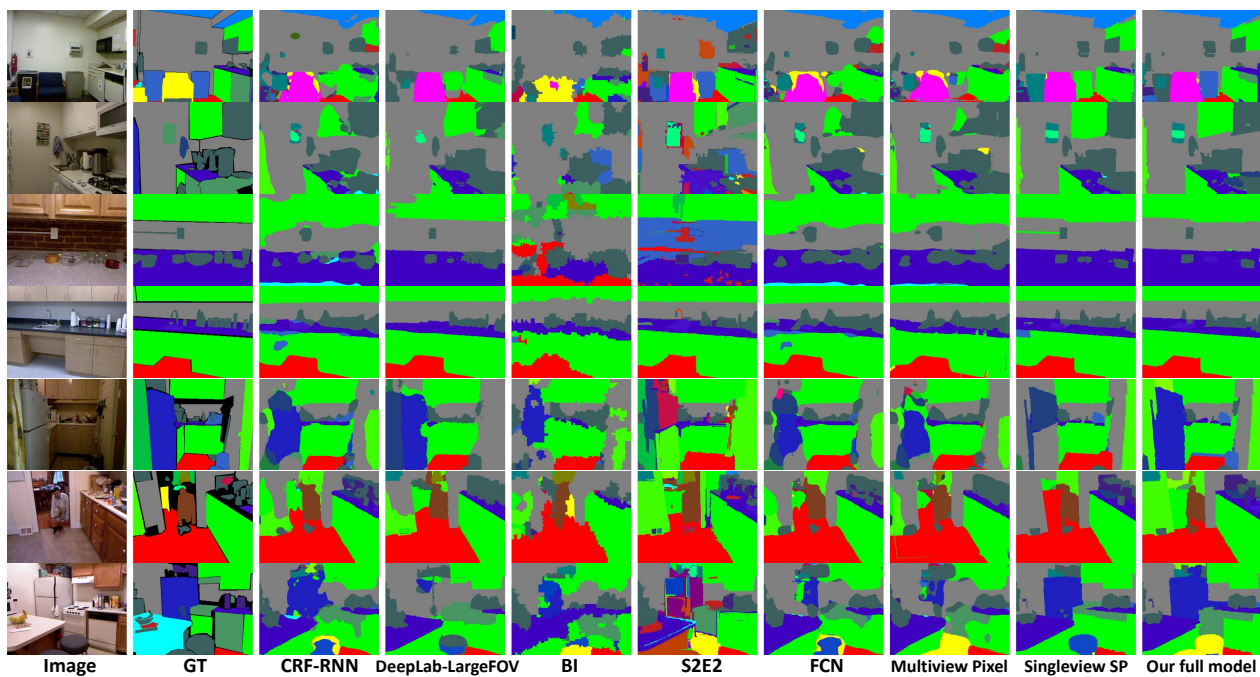 Image GT CRF-RNN DeepLab-LargeFOV BI S2E2 FCN Multiview Pixel Singleview SP Our full model